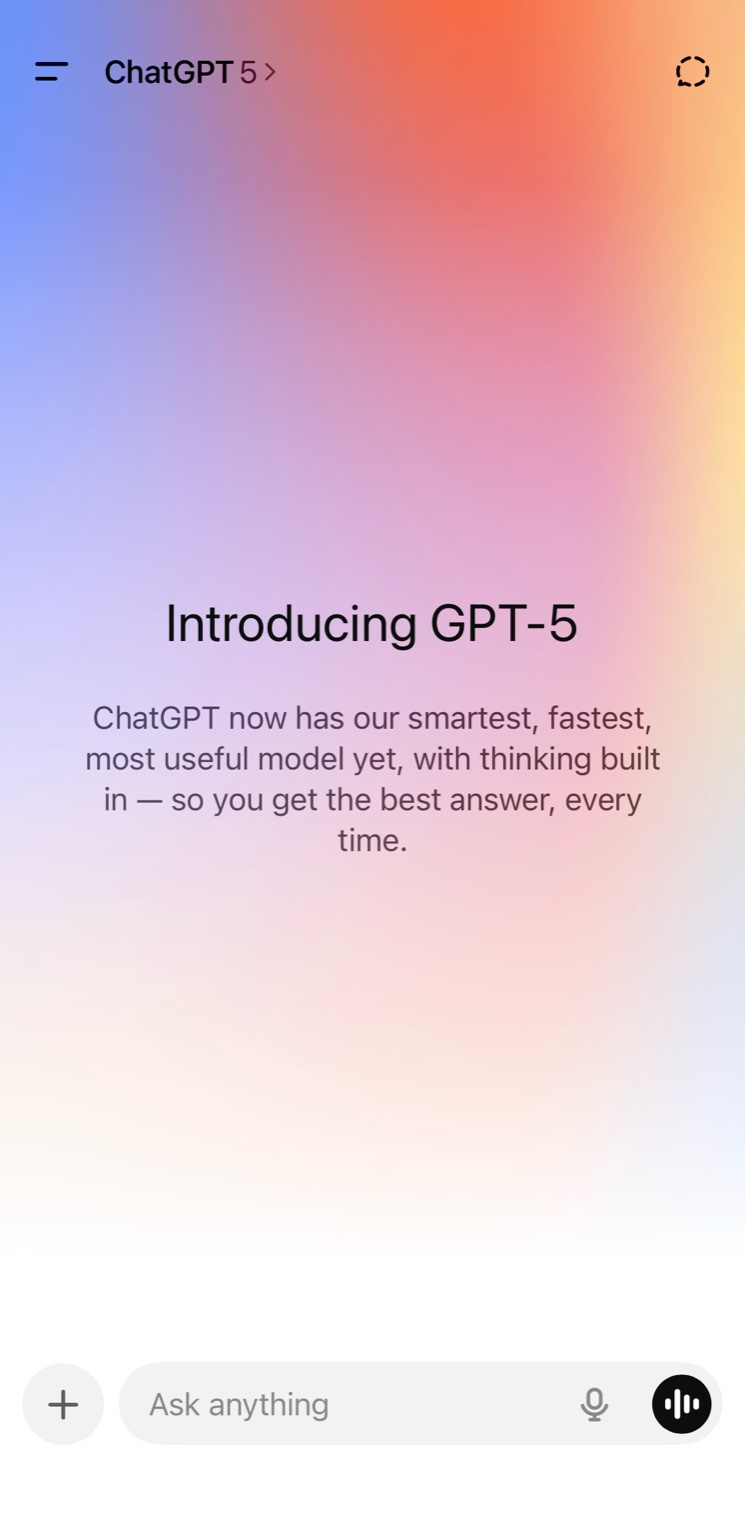 ChatGPT 5
Introducing GPT-5
ChatGPT now has our smartest, fastest,
most useful model yet, with thinking built
in — so you get the best answer, every
time.
Ask anything